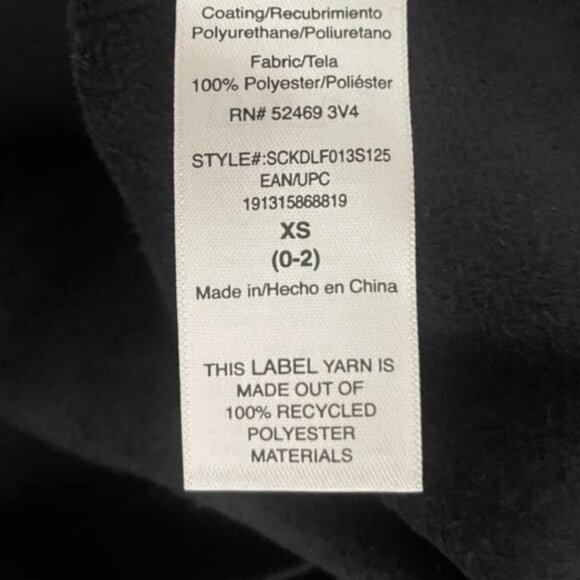 Coating/Recubrimiento
Polyurethane/Poliuretano
Fabric/Tela
100% Polyester/Poliéster
RN# 52469 3V4
STYLE#:SCKDLF013S125
EAN/UPC
191315868819
XS
(0-2)
Made in/Hecho en China
THIS LABEL YARN IS
MADE OUT OF
100% RECYCLED
POLYESTER
MATERIALS